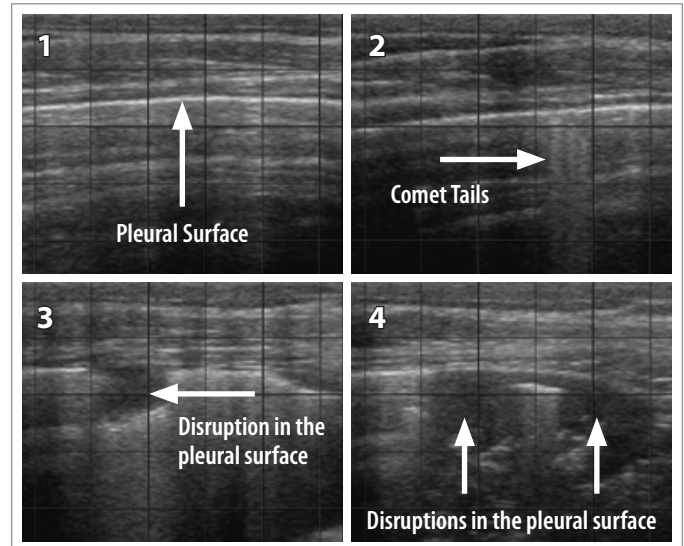 1
Pleural Surface
2
Comet Tails
3
Disruption in the
pleural surface
4
Disruptions in the pleural surface